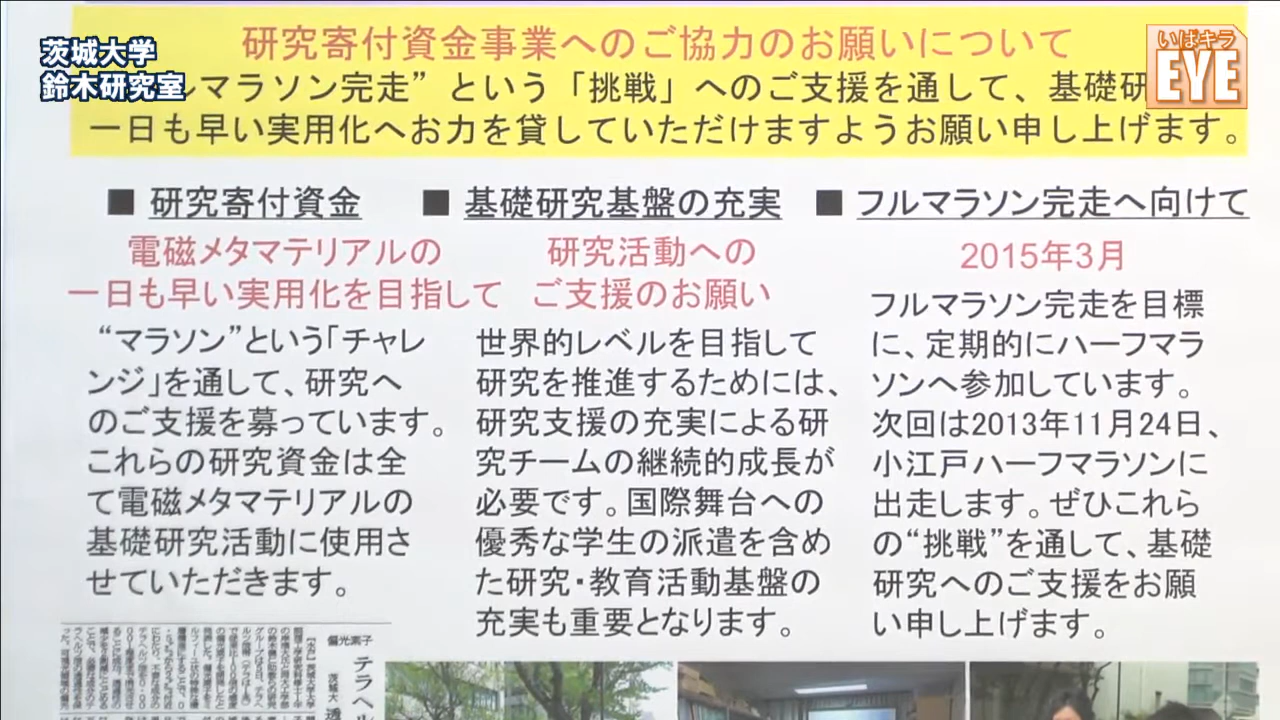 茨城大学
鈴木研究室
いばキラ
EYE
研究寄付資金事業へのご協力のお願いについて
ルマラソン完走” という「挑戦」へのご支援を通して、基礎研
一日も早い実用化へお力を貸していただけますようお願い申し上げます。
■ 研究寄付資金
電磁メタマテリアルの
一日も早い実用化を目指して
“マラソン”という「チャレ
ンジ」を通して、研究へ
のご支援を募っています。
これらの研究資金は全
て電磁メタマテリアルの
基礎研究活動に使用さ
せていただきます。
■ 基礎研究基盤の充実
研究活動への
ご支援のお願い
世界的レベルを目指して
研究を推進するためには、
研究支援の充実による研
究チームの継続的成長が
必要です。国際舞台への
優秀な学生の派遣を含め
た研究・教育活動基盤の
充実も重要となります。
■ フルマラソン完走へ向けて
2015年3月
フルマラソン完走を目標
に、定期的にハーフマラ
ソンへ参加しています。
次回は2013年11月24日、
小江戸ハーフマラソンに
出走します。ぜひこれら
の“挑戦”を通して、基礎
研究へのご支援をお願
い申し上げます。
偏光素子
テラヘル
茨城大
透